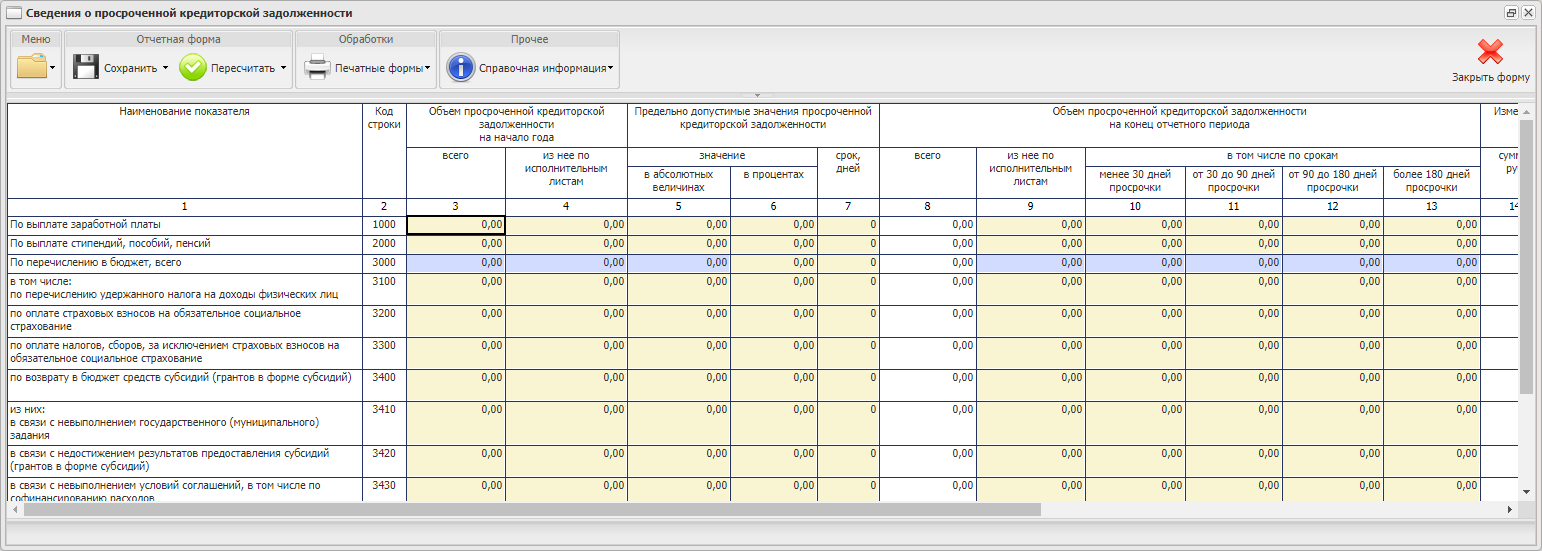 Сведения о просроченной кредиторской задолженности
Меню
Отчетная форма
Обработки
Прочее
Сохранить
Пересчитать
Печатные формы
Справочная информация
Закрыть форму
Наименование показателя
Код
строки
Объем просроченной кредиторской
задолженности
на начало года
Предельно допустимые значения просроченной
кредиторской задолженности
Объем просроченной кредиторской задолженности
на конец отчетного периода
Изме
всего
из нее по
исполнительным
листам
значение
срок,
дней
всего
из нее по
исполнительным
листам
в том числе по срокам
сум
ру
в абсолютных
величинах
в процентах
менее 30 дней
просрочки
от 30 до 90 дней
просрочки
от 90 до 180 дней
просрочки
более 180 дней
просрочки
1 2 3 4 5 6 7 8 9 10 11 12 13 14
По выплате заработной платы 1000 0,00 0,00 0,00 0,00 0 0,00 0,00 0,00 0,00 0,00 0,00
По выплате стипендий, пособий, пенсий 2000 0,00 0,00 0,00 0,00 0 0,00 0,00 0,00 0,00 0,00 0,00
По перечислению в бюджет, всего 3000 0,00 0,00 0,00 0,00 0 0,00 0,00 0,00 0,00 0,00 0,00
в том числе: 3100 0,00 0,00 0,00 0,00 0 0,00 0,00 0,00 0,00 0,00 0,00
по перечислению удержанного налога на доходы физических лиц
по оплате страховых взносов на обязательное социальное 3200 0,00 0,00 0,00 0,00 0 0,00 0,00 0,00 0,00 0,00 0,00
страхование
по оплате налогов, сборов, за исключением страховых взносов на 3300 0,00 0,00 0,00 0,00 0 0,00 0,00 0,00 0,00 0,00 0,00
обязательное социальное страхование
по возврату в бюджет средств субсидий (грантов в форме субсидий) 3400 0,00 0,00 0,00 0,00 0 0,00 0,00 0,00 0,00 0,00 0,00
из них: 3410 0,00 0,00 0,00 0,00 0 0,00 0,00 0,00 0,00 0,00 0,00
в связи с невыполнением государственного (муниципального)
задания
в связи с недостижением результатов предоставления субсидий 3420 0,00 0,00 0,00 0,00 0 0,00 0,00 0,00 0,00 0,00 0,00
(грантов в форме субсидий)
в связи с невыполнением условий соглашений, в том числе по 3430 0,00 0,00 0,00 0,00 0 0,00 0,00 0,00 0,00 0,00 0,00
софинансированию расходов